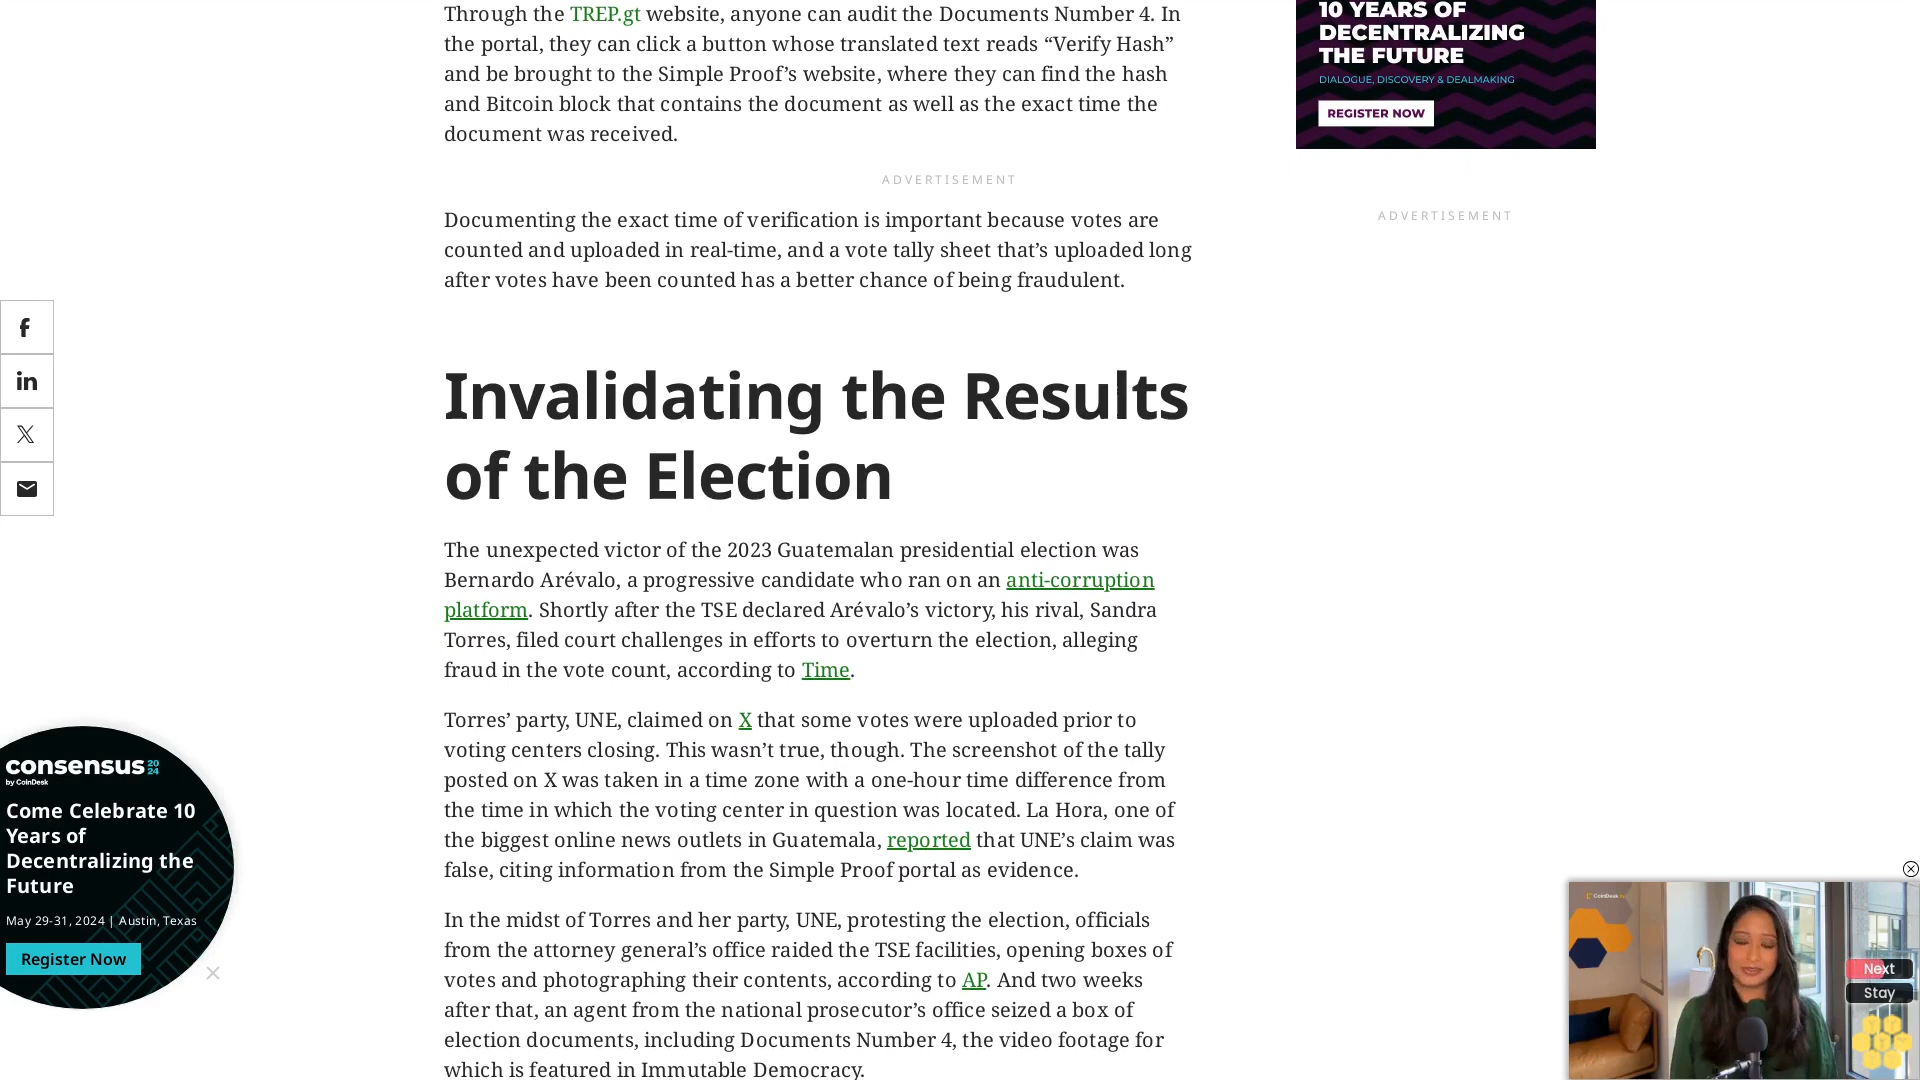 Through the TREP.gt website, anyone can audit the Documents Number 4. In
the portal, they can click a button whose translated text reads “Verify Hash”
and be brought to the Simple Proof’s website, where they can find the hash
and Bitcoin block that contains the document as well as the exact time the
document was received.
ADVERTISEMENT
Documenting the exact time of verification is important because votes are
counted and uploaded in real-time, and a vote tally sheet that’s uploaded long
after votes have been counted has a better chance of being fraudulent.
Invalidating the Results
of the Election
The unexpected victor of the 2023 Guatemalan presidential election was
Bernardo Arévalo, a progressive candidate who ran on an anti-corruption
platform. Shortly after the TSE declared Arévalo’s victory, his rival, Sandra
Torres, filed court challenges in efforts to overturn the election, alleging
fraud in the vote count, according to Time.
Torres’ party, UNE, claimed on X that some votes were uploaded prior to
voting centers closing. This wasn’t true, though. The screenshot of the tally
posted on X was taken in a time zone with a one-hour time difference from
the time in which the voting center in question was located. La Hora, one of
the biggest online news outlets in Guatemala, reported that UNE’s claim was
false, citing information from the Simple Proof portal as evidence.
In the midst of Torres and her party, UNE, protesting the election, officials
from the attorney general’s office raided the TSE facilities, opening boxes of
votes and photographing their contents, according to AP. And two weeks
after that, an agent from the national prosecutor’s office seized a box of
election documents, including Documents Number 4, the video footage for
which is featured in Immutable Democracy.
10 YEARS OF
DECENTRALIZING
THE FUTURE
DIALOGUE, DISCOVERY & DEALMAKING
REGISTER NOW
ADVERTISEMENT
consensus 2024
by CoinDesk
Come Celebrate 10
Years of
Decentralizing the
Future
May 29-31, 2024 | Austin, Texas
Register Now
CoinDesk
Next
Stay